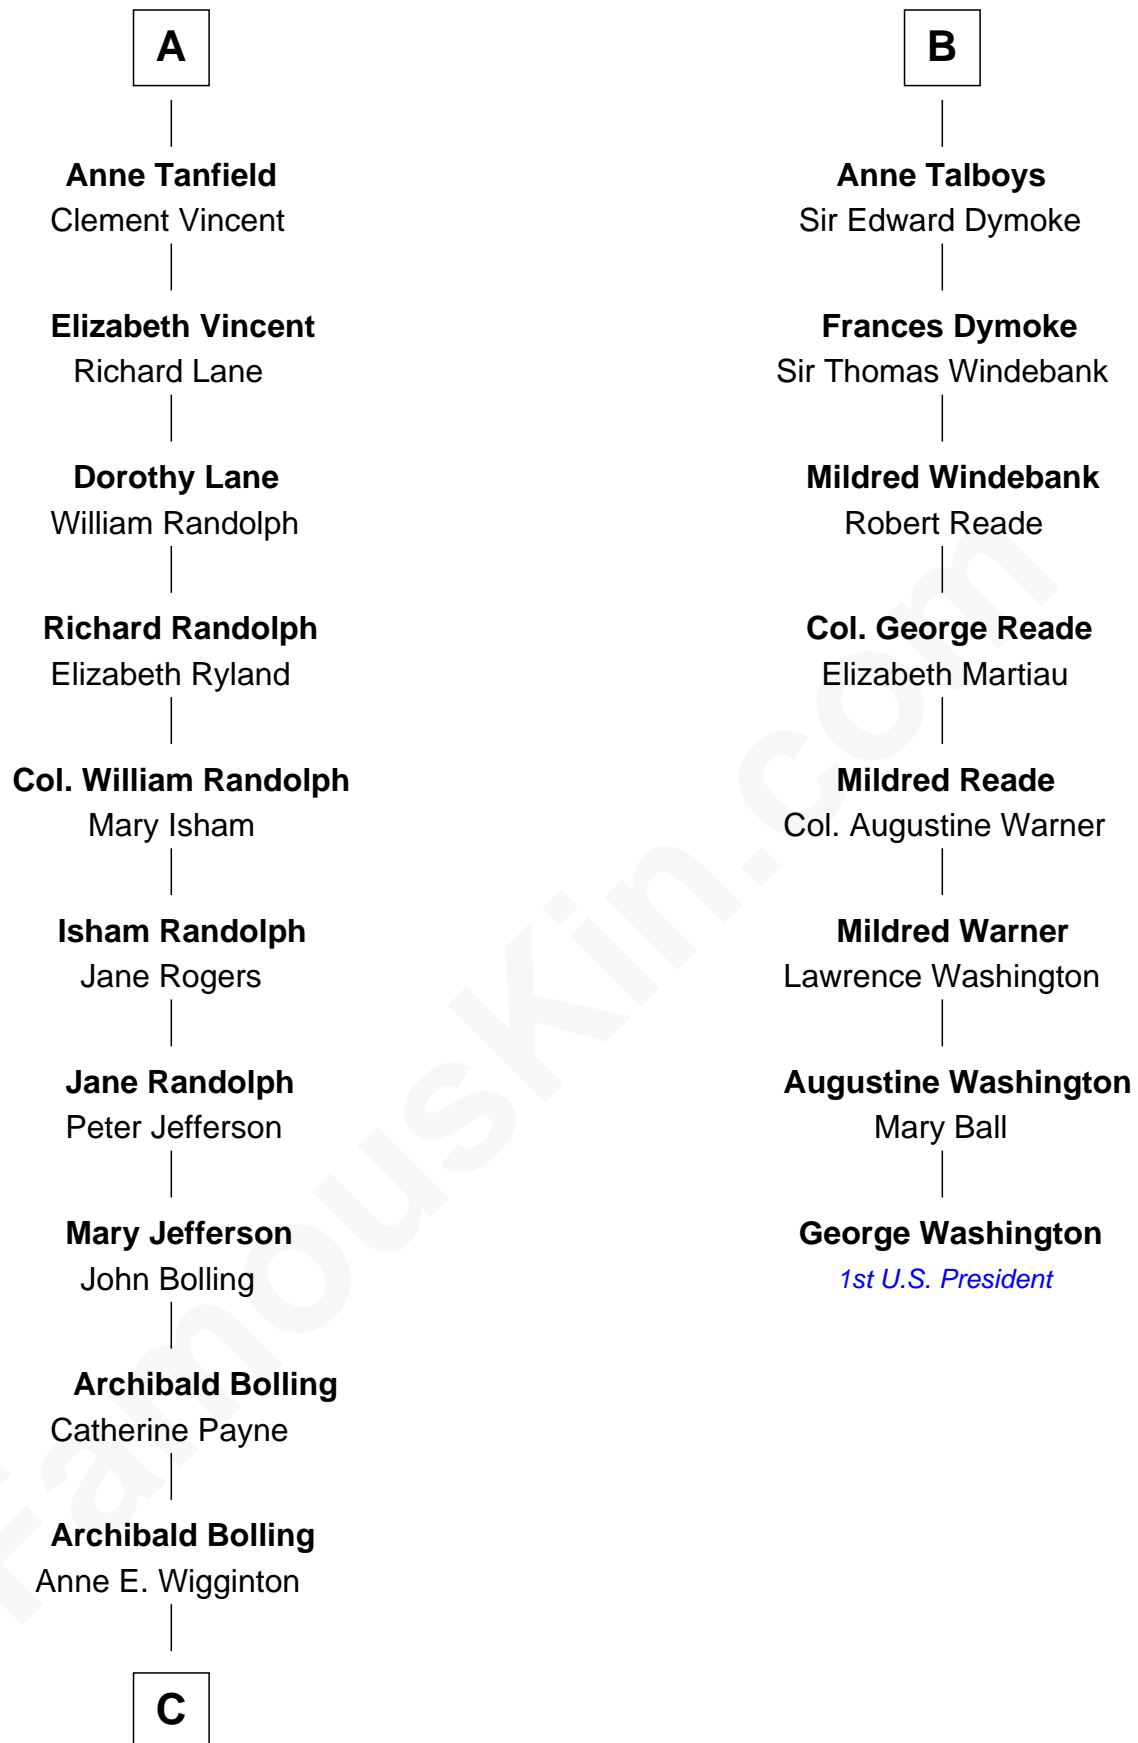 A
Anne Tanfield
Clement Vincent
Elizabeth Vincent
Richard Lane
Dorothy Lane
William Randolph
Richard Randolph
Elizabeth Ryland
Col. William Randolph
Mary Isham
Isham Randolph
Jane Rogers
Jane Randolph
Peter Jefferson
Mary Jefferson
John Bolling
Archibald Bolling
Catherine Payne
Archibald Bolling
Anne E. Wigginton
C
B
Anne Talboys
Sir Edward Dymoke
Frances Dymoke
Sir Thomas Windebank
Mildred Windebank
Robert Reade
Col. George Reade
Elizabeth Martiau
Mildred Reade
Col. Augustine Warner
Mildred Warner
Lawrence Washington
Augustine Washington
Mary Ball
George Washington
1st U.S. President
FamousKin.com